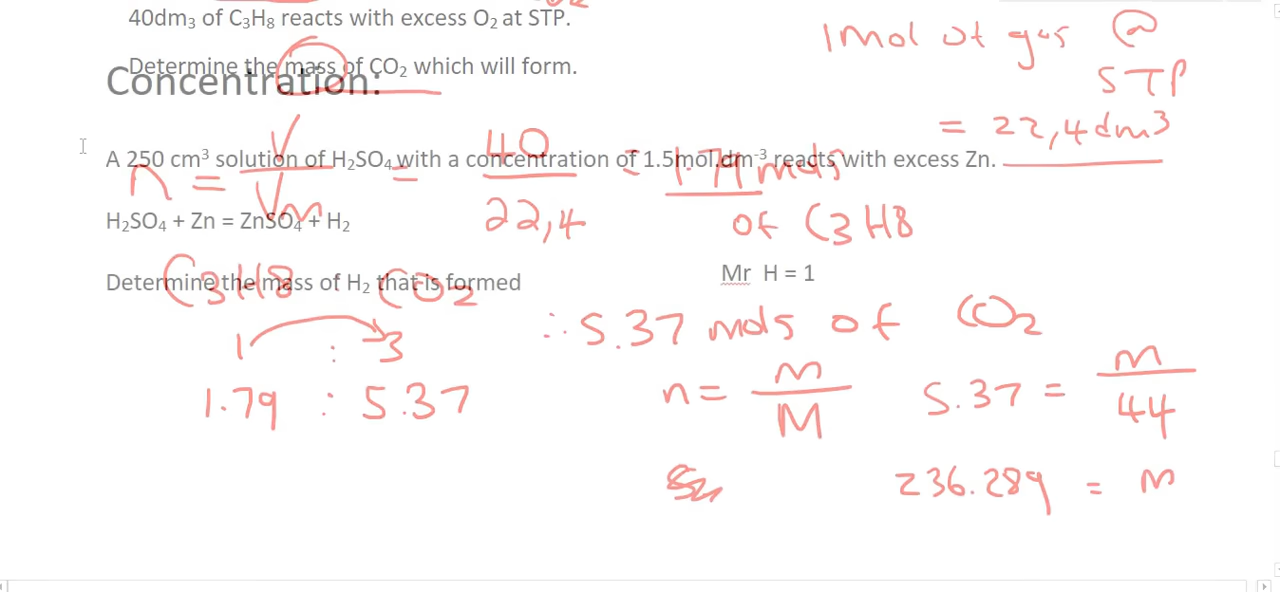 40dm3 of C3H8 reacts with excess O2 at STP.
Determine the mass of CO2 which will form.
Concentration:
1mol of gas @
STP
= 22,4dm3
A 250 cm³ solution of H2SO4 with a concentration of 1.5mol.dm⁻³ reacts with excess Zn.
n = V/Vm = 40/22,4 = 1.79 mols
of C3H8
H2SO4 + Zn = ZnSO4 + H2
Determine the mass of H2 that is formed
Mr H = 1
C3H8 CO2
1 : 3
1.79 : 5.37
∴ 5.37 mols of CO2
n = m/M
5.37 = m/44
236.28g = m